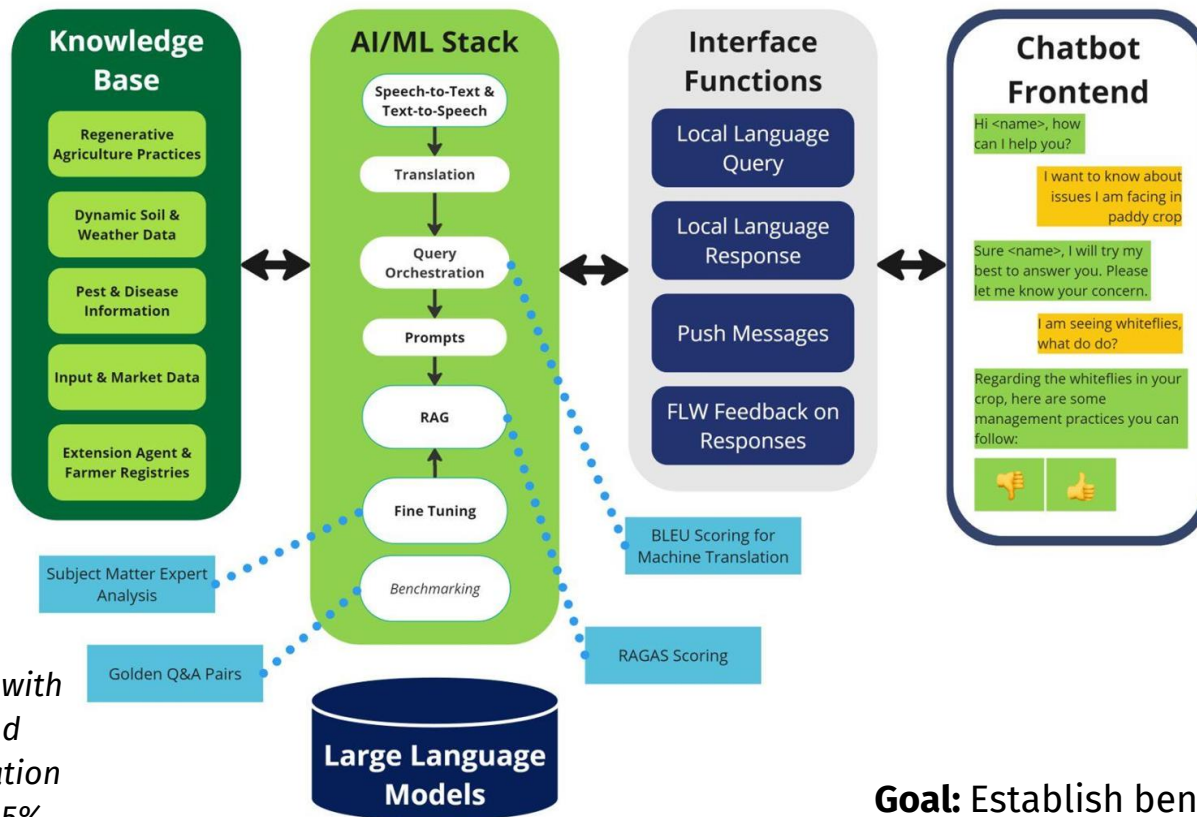 Knowledge
Base
Regenerative
Agriculture Practices
Dynamic Soil &
Weather Data
Pest & Disease
Information
Input & Market Data
Extension Agent &
Farmer Registries
AI/ML Stack
Speech-to-Text &
Text-to-Speech
Translation
Query
Orchestration
Prompts
RAG
Fine Tuning
Benchmarking
Interface
Functions
Local Language
Query
Local Language
Response
Push Messages
FLW Feedback on
Responses
Chatbot
Frontend
Hi <name>, how
can I help you?
I want to know about
issues I am facing in
paddy crop
Sure <name>, I will try my
best to answer you. Please
let me know your concern.
I am seeing whiteflies,
what do do?
Regarding the whiteflies in your
crop, here are some
management practices you can
follow:
Subject Matter Expert
Analysis
Golden Q&A Pairs
BLEU Scoring for
Machine Translation
RAGAS Scoring
Large Language
Models
with
5%
Goal: Establish ben